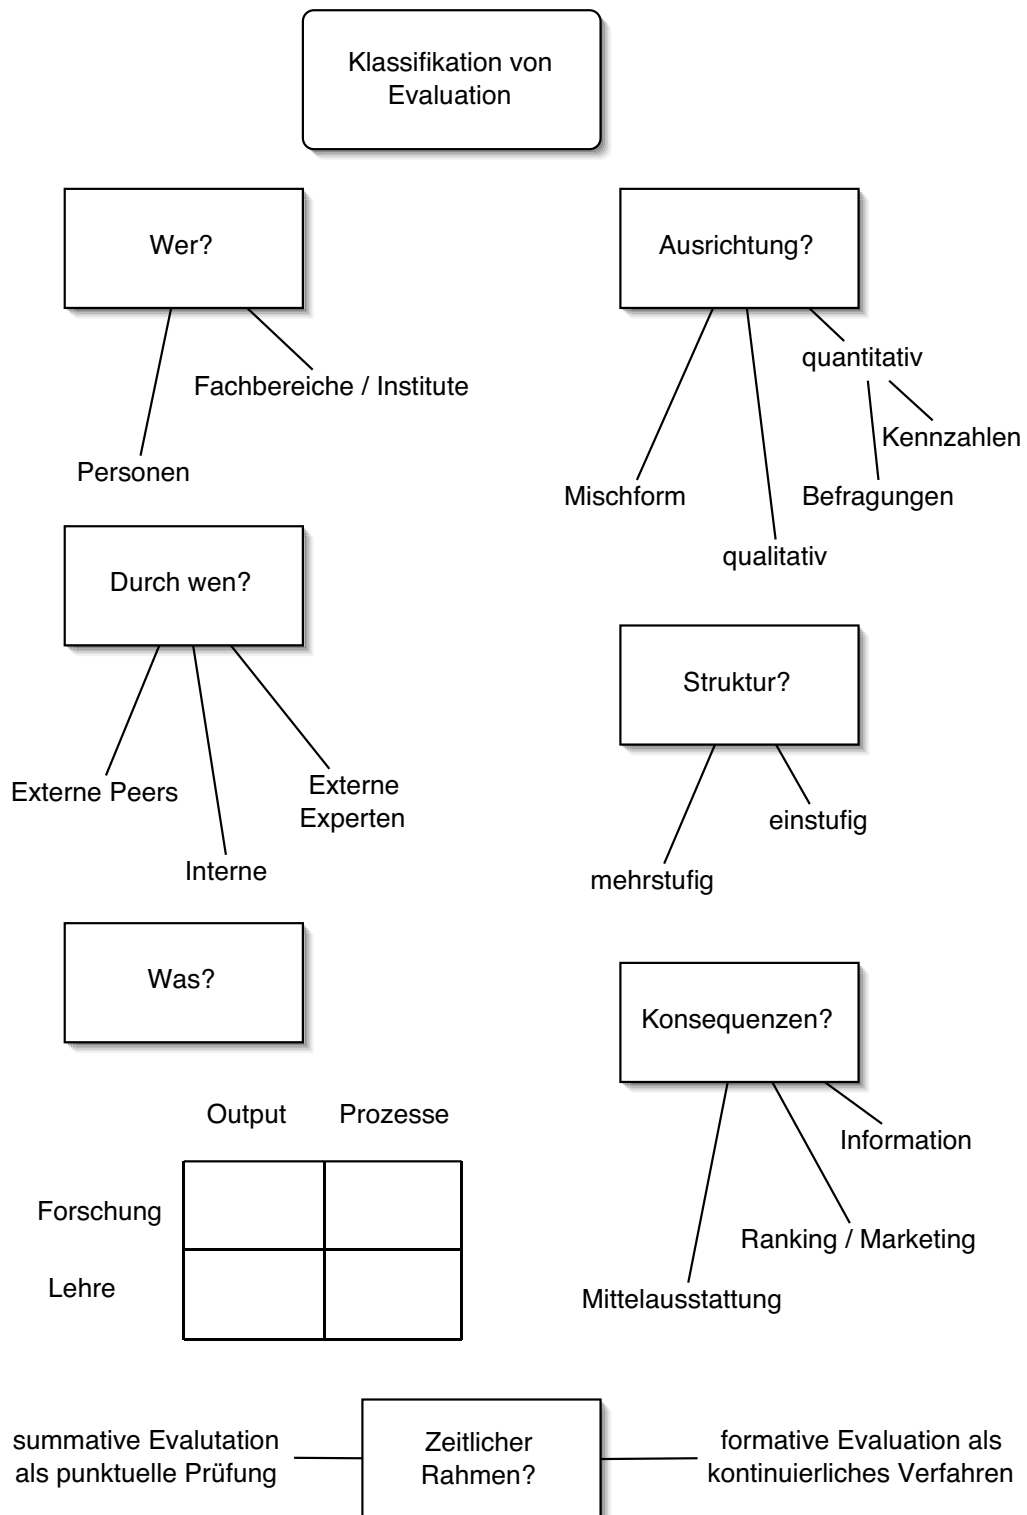 Klassifikation von
Evaluation
Wer?
Fachbereiche / Institute
Personen
Durch wen?
Externe Peers
Interne
Externe
Experten
Was?
Output Prozesse
Forschung
Lehre
Ausrichtung?
quantitativ
Kennzahlen
Befragungen
Mischform
qualitativ
Struktur?
einstufig
mehrstufig
Konsequenzen?
Information
Ranking / Marketing
Mittelausstattung
summative Evalutation
als punktuelle Prüfung
Zeitlicher
Rahmen?
formative Evaluation als
kontinuierliches Verfahren